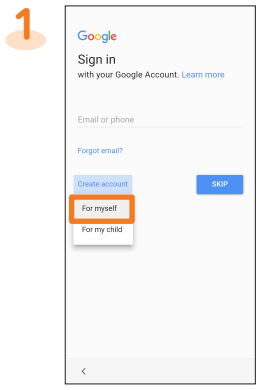 1
Google
Sign in
with your Google Account. Learn more
Email or phone
Forgot email?
Create account
SKIP
For myself
For my child